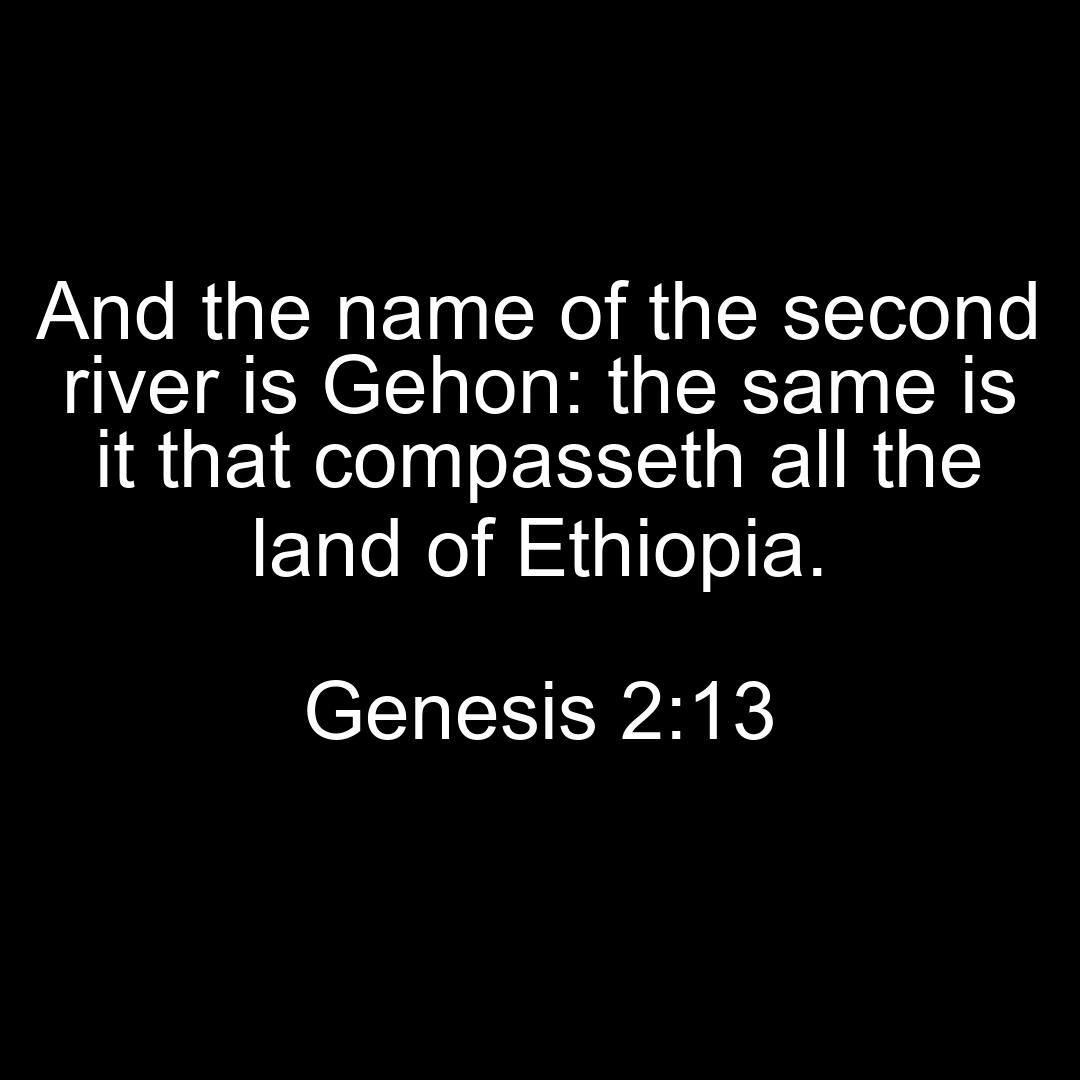 And the name of the second
river is Gehon: the same is
it that compasseth all the
land of Ethiopia.
Genesis 2:13